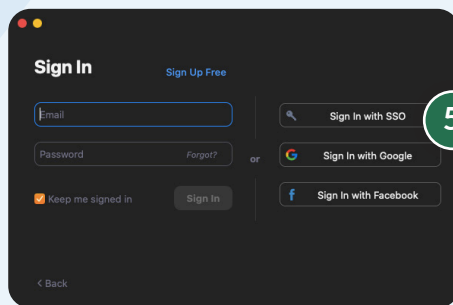 Sign In
Sign Up Free
Email
Password
Forgot?
Keep me signed in
Sign In
or
Sign In with SSO
5
Sign In with Google
Sign In with Facebook
< Back